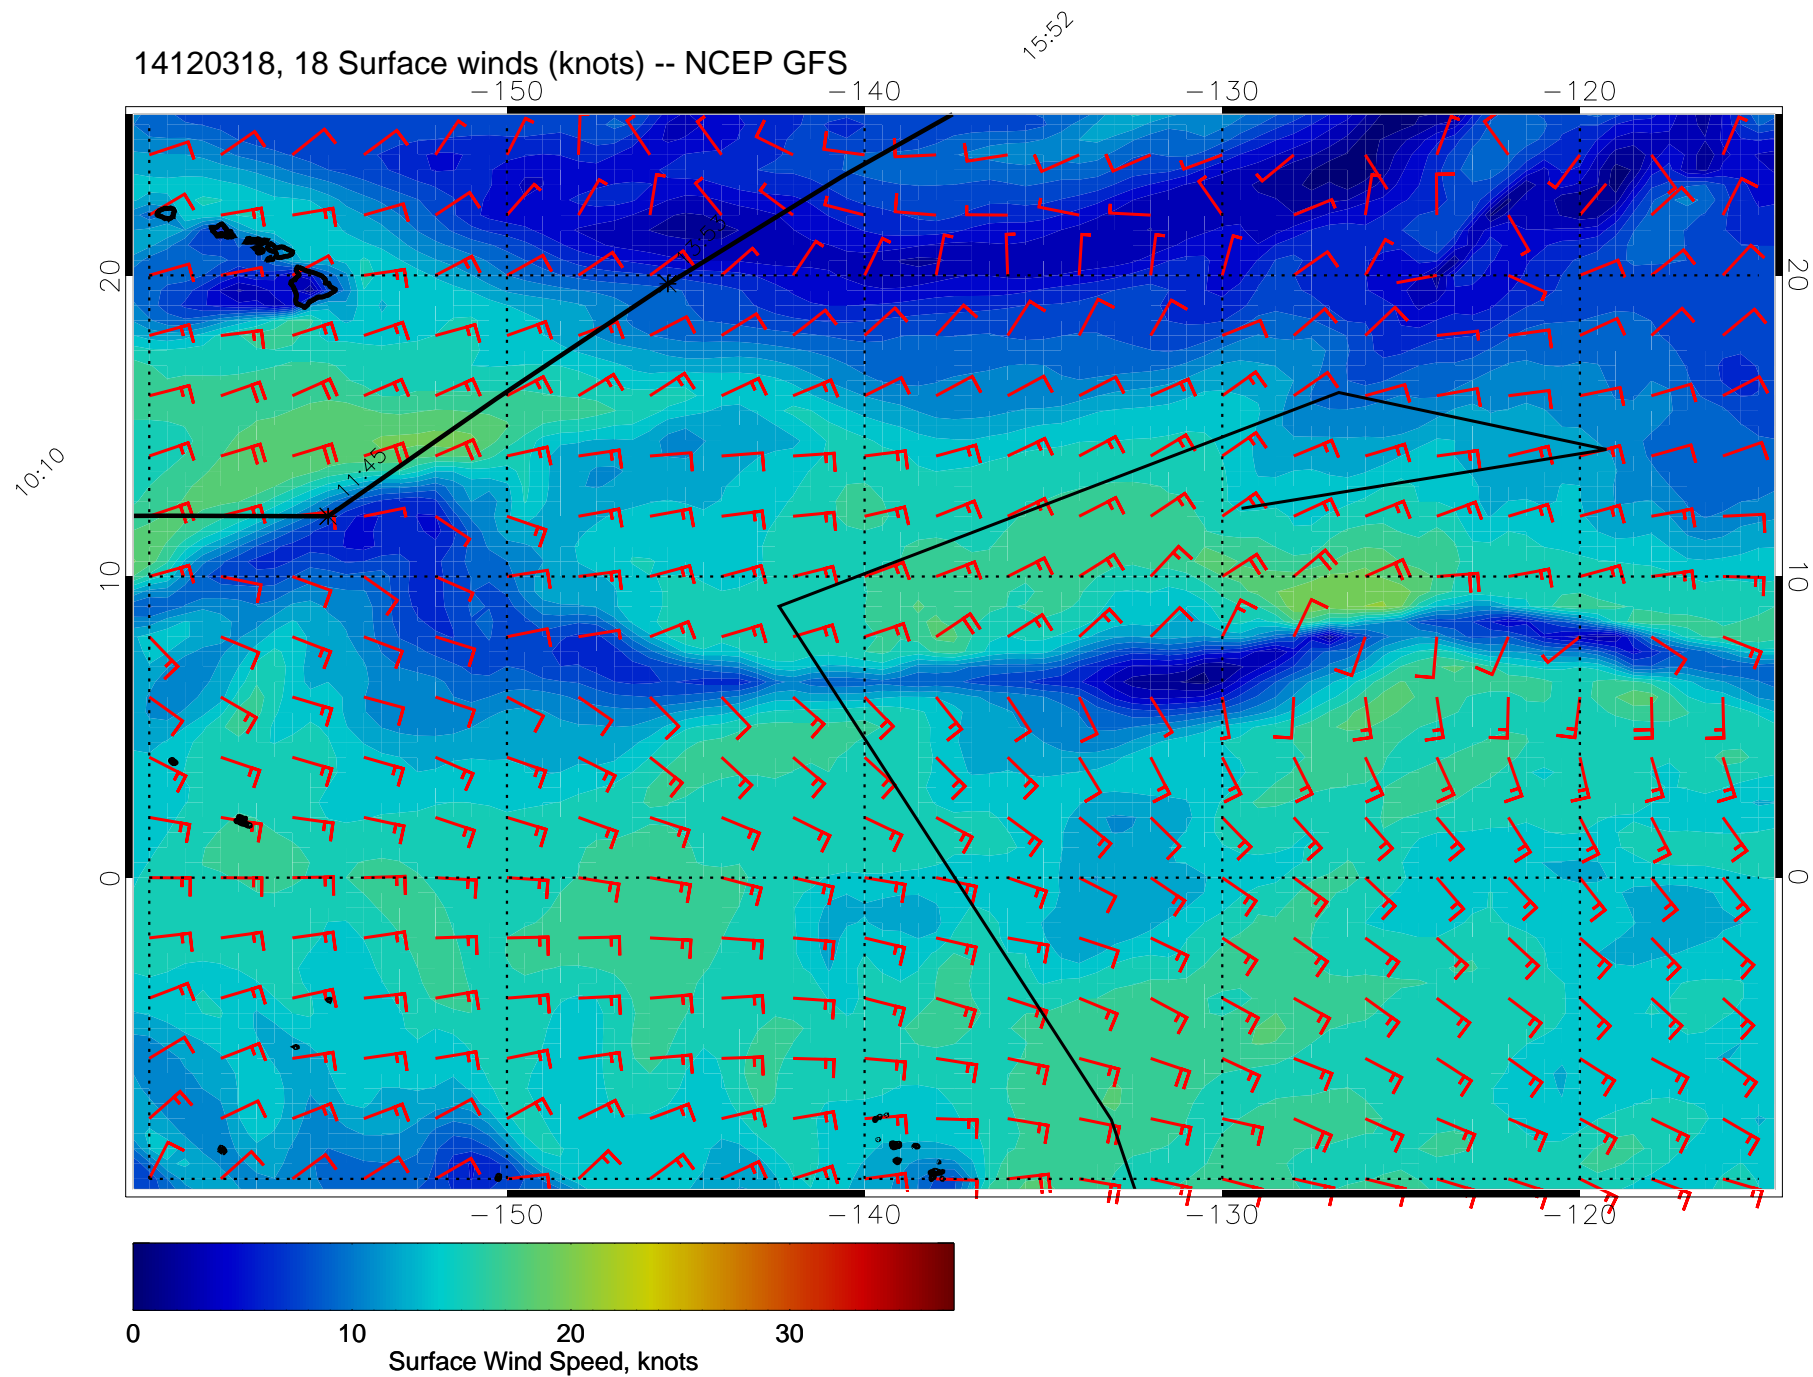 15:52
14120318, 18 Surface winds (knots) -- NCEP GFS
−150 −140 −130 −120
20 20
11:45
10:10
10 10
0 0
−150 −140 −130 −120
0 10 20 30
Surface Wind Speed, knots